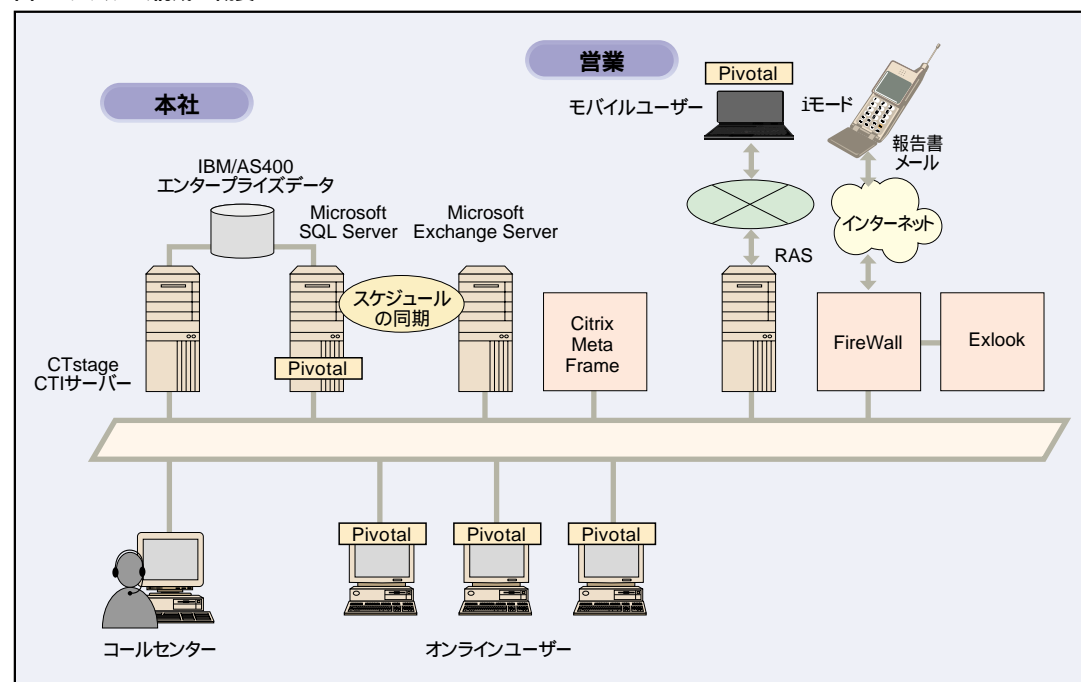 本社
営業
Pivotal
モバイルユーザー
iモード
報告書
メール
IBM/AS400
エンタープライズデータ
Microsoft
SQL Server
Microsoft
Exchange Server
インターネット
RAS
スケジュール
の同期
Citrix
Meta
Frame
FireWall
Exlook
CTstage
CTIサーバー
Pivotal
Pivotal
Pivotal
Pivotal
コールセンター
オンラインユーザー